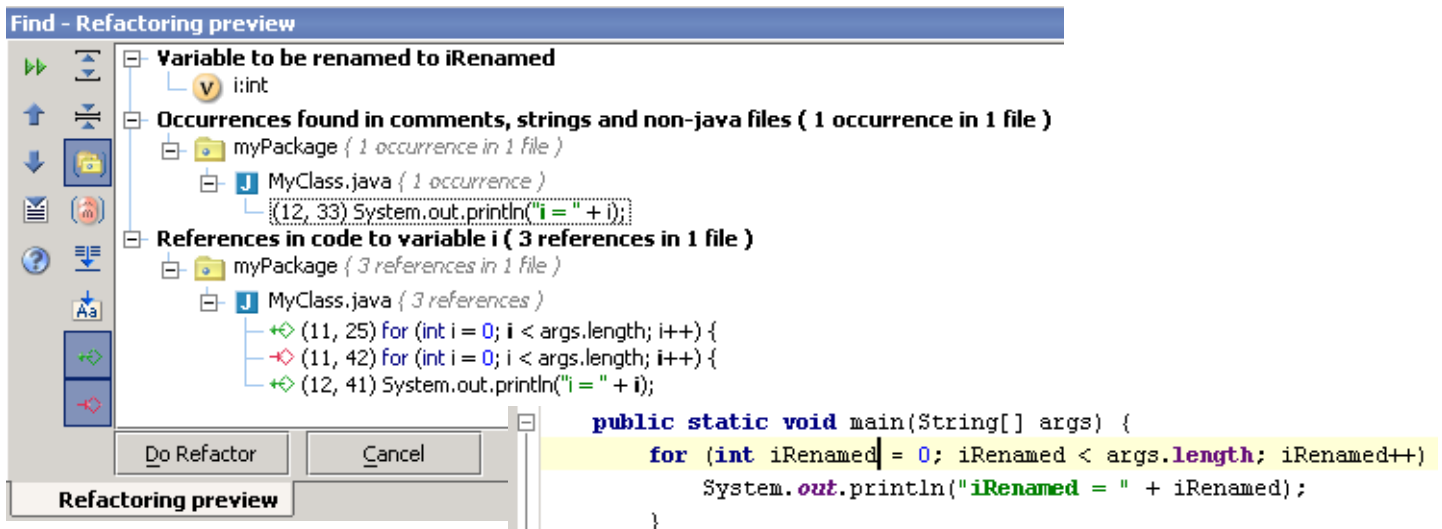 Find - Refactoring preview
Variable to be renamed to iRenamed
v i:int
Occurrences found in comments, strings and non-java files ( 1 occurrence in 1 file )
myPackage ( 1 occurrence in 1 file )
J MyClass.java ( 1 occurrence )
(12, 33) System.out.println("i = " + i);
References in code to variable i ( 3 references in 1 file )
myPackage ( 3 references in 1 file )
J MyClass.java ( 3 references )
Aa
(11, 25) for (int i = 0; i < args.length; i++) {
(11, 42) for (int i = 0; i < args.length; i++) {
(12, 41) System.out.println("i = " + i);
Do Refactor Cancel
Refactoring preview
public static void main(String[] args) {
for (int iRenamed = 0; iRenamed < args.length; iRenamed++)
System.out.println("iRenamed = " + iRenamed);
}